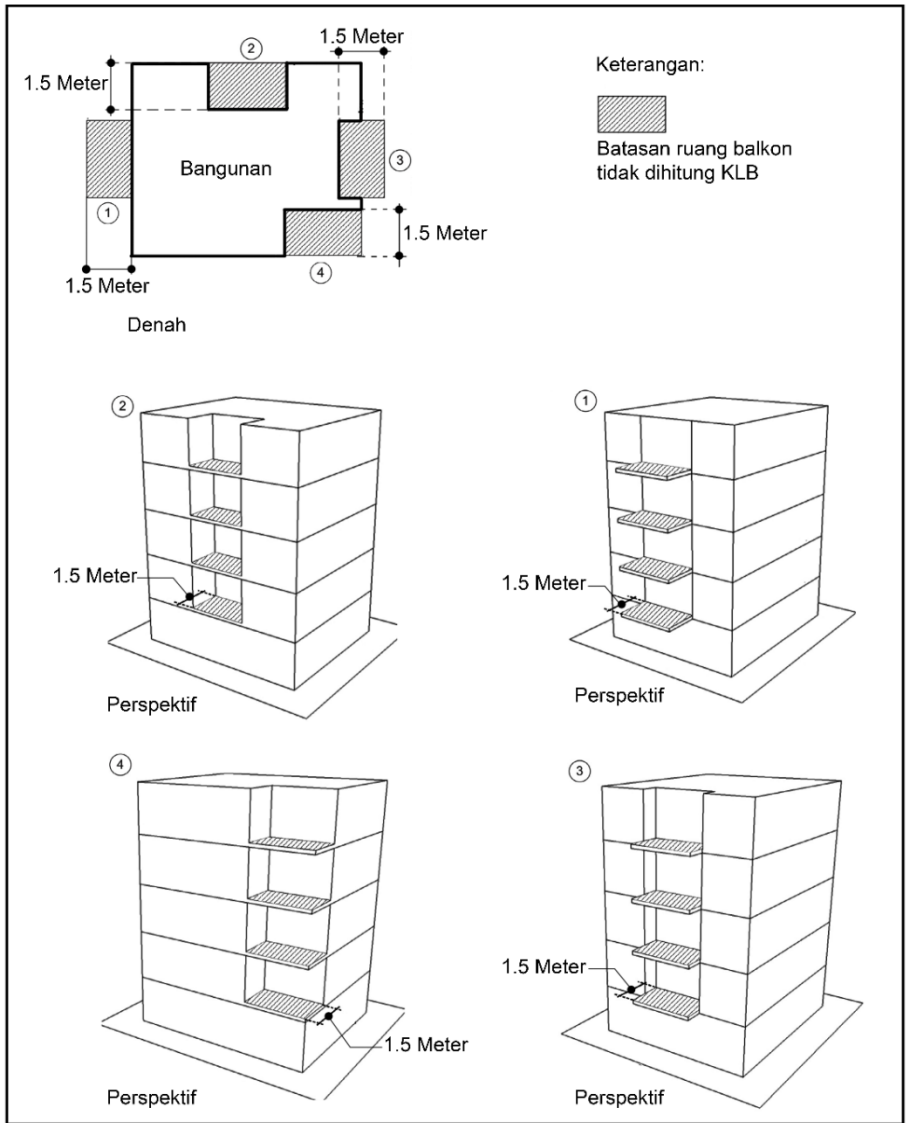 ②
1.5 Meter
1.5 Meter
Keterangan:
Batasan ruang balkon
tidak dihitung KLB
Bangunan
③
①
1.5 Meter
④
1.5 Meter
Denah
②
1.5 Meter
Perspektif
①
1.5 Meter
Perspektif
④
1.5 Meter
Perspektif
③
1.5 Meter
Perspektif